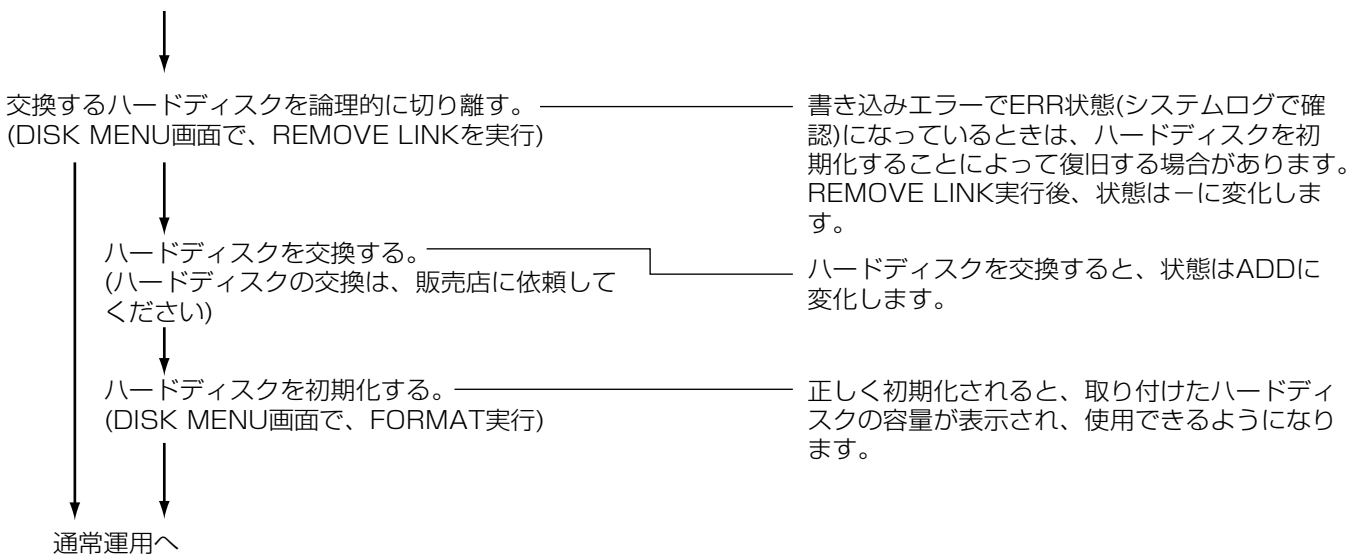 交換するハードディスクを論理的に切り離す。
(DISK MENU画面で、REMOVE LINKを実行)
書き込みエラーでERR状態(システムログで確
認)になっているときは、ハードディスクを初
期化することによって復旧する場合があります。
REMOVE LINK実行後、状態は－に変化しま
す。
ハードディスクを交換する。
(ハードディスクの交換は、販売店に依頼して
ください)
ハードディスクを交換すると、状態はADDに
変化します。
ハードディスクを初期化する。
(DISK MENU画面で、FORMAT実行)
正しく初期化されると、取り付けたハードディ
スクの容量が表示され、使用できるようになり
ます。
通常運用へ